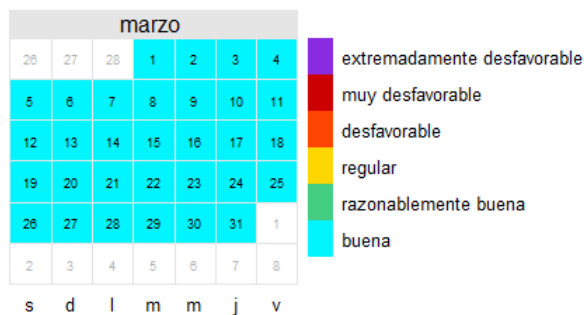 marzo
26 27 28 1 2 3 4
5 6 7 8 9 10 11
12 13 14 15 16 17 18
19 20 21 22 23 24 25
26 27 28 29 30 31 1
2 3 4 5 6 7 8
s d l m m j v
extremadamente desfavorable
muy desfavorable
desfavorable
regular
razonablemente buena
buena